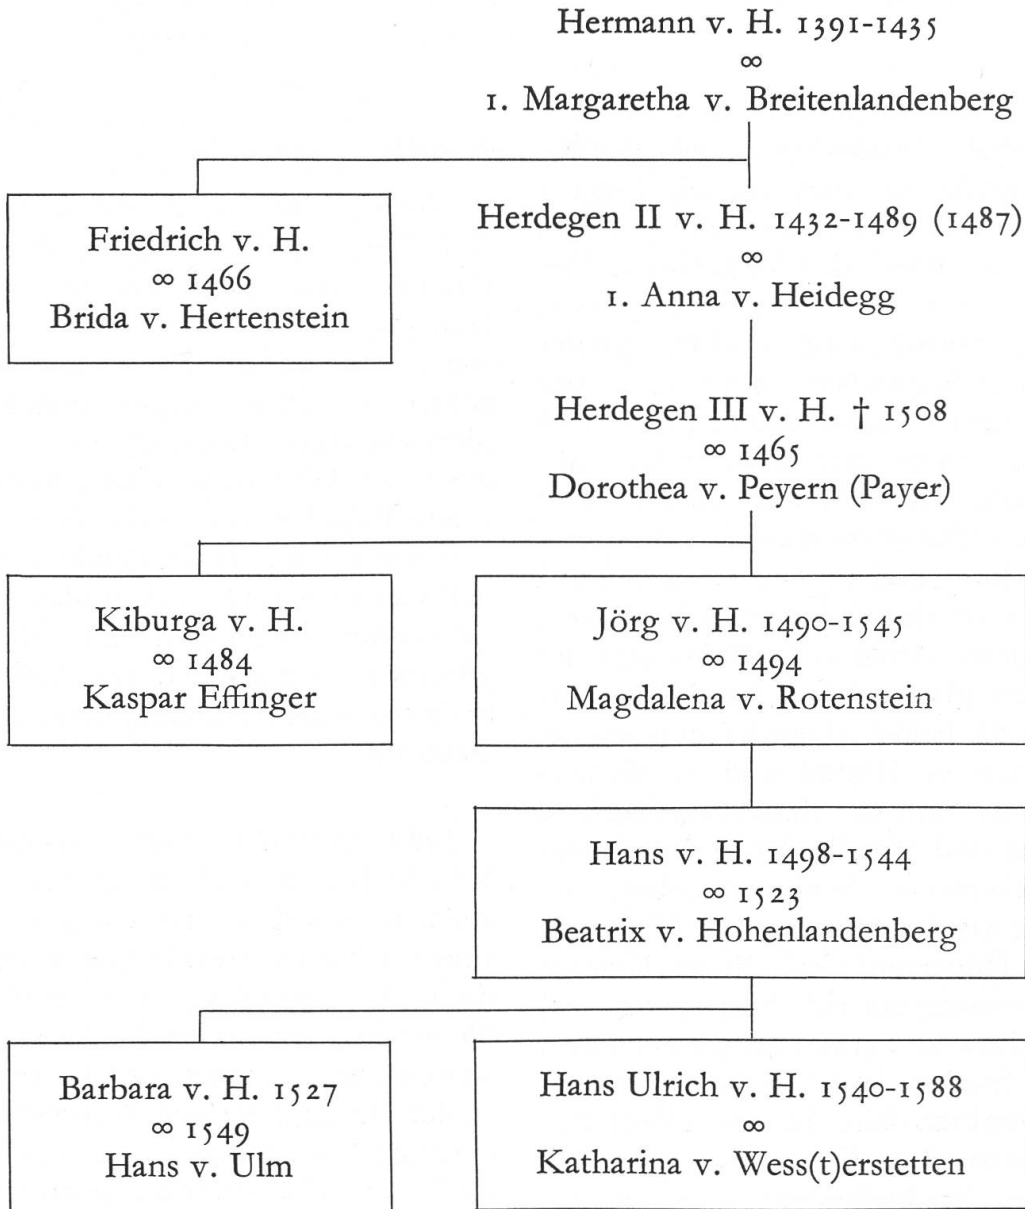 Hermann v. H. 1391-1435
∞
1. Margaretha v. Breitenlandenberg
Herdegen II v. H. 1432-1489 (1487)
∞
1. Anna v. Heidegg
Friedrich v. H.
∞ 1466
Brida v. Hertenstein
Herdegen III v. H. † 1508
∞ 1465
Dorothea v. Peyern (Payer)
Kiburga v. H.
∞ 1484
Kaspar Effinger
Jörg v. H. 1490-1545
∞ 1494
Magdalena v. Rotenstein
Hans v. H. 1498-1544
∞ 1523
Beatrix v. Hohenlandenberg
Barbara v. H. 1527
∞ 1549
Hans v. Ulm
Hans Ulrich v. H. 1540-1588
∞
Katharina v. Wess(t)erstetten